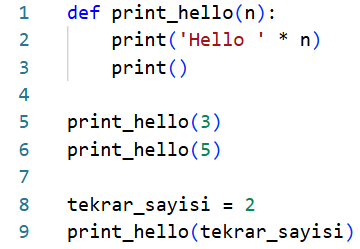 1 def print_hello(n):
2     print('Hello ' * n)
3     print()
4
5 print_hello(3)
6 print_hello(5)
7
8 tekrar_sayisi = 2
9 print_hello(tekrar_sayisi)